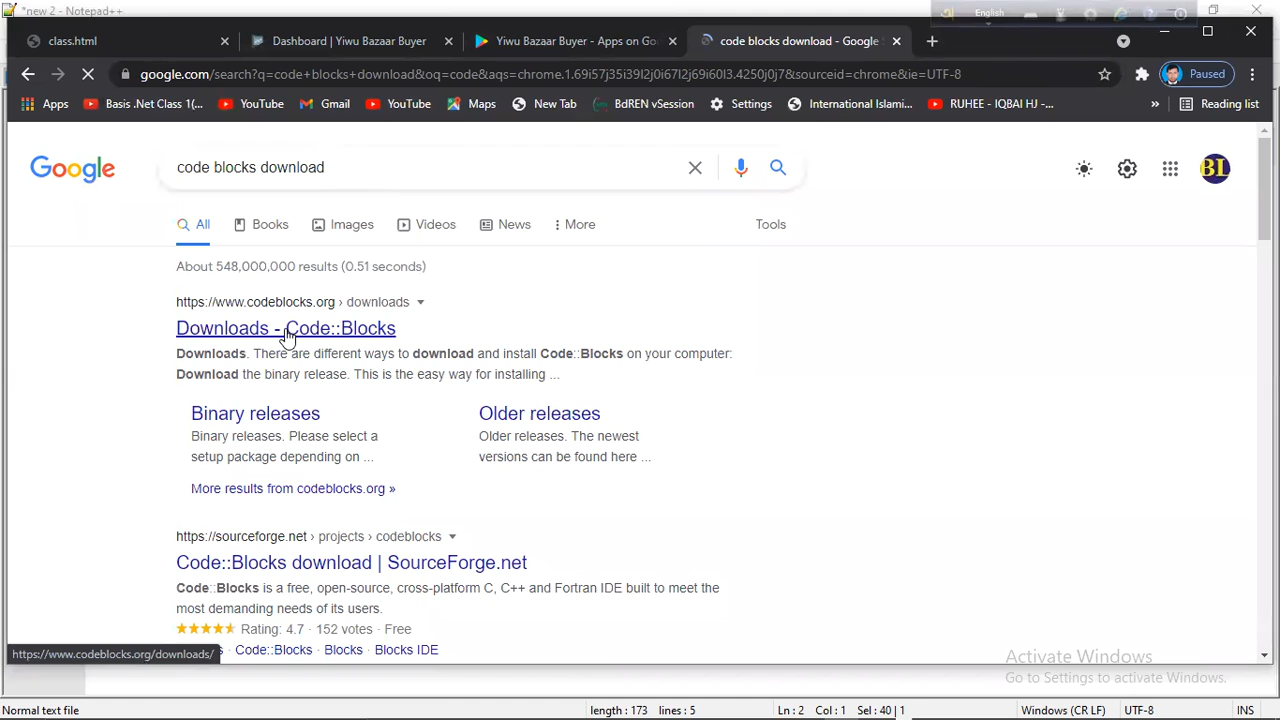 *new 2 - Notepad++
English
class.html
Dashboard | Yiwu Bazaar Buyer
Yiwu Bazaar Buyer - Apps on Go
code blocks download - Google S
google.com/search?q=code+blocks+download&oq=code&aqs=chrome.1.69i57j35i39l2j0i67l2j69i60l3.4250j0j7&sourceid=chrome&ie=UTF-8
Paused
Apps
Basis .Net Class 1(...
YouTube
Gmail
YouTube
Maps
New Tab
BdREN vSession
Settings
International Islami...
RUHEE - IQBAI HJ -...
»
Reading list
Google
code blocks download
BL
All
Books
Images
Videos
News
More
Tools
About 548,000,000 results (0.51 seconds)
https://www.codeblocks.org › downloads
Downloads - Code::Blocks
Downloads. There are different ways to download and install Code::Blocks on your computer:
Download the binary release. This is the easy way for installing ...
Binary releases
Older releases
Binary releases. Please select a
setup package depending on ...
Older releases. The newest
versions can be found here ...
More results from codeblocks.org »
https://sourceforge.net › projects › codeblocks
Code::Blocks download | SourceForge.net
Code::Blocks is a free, open-source, cross-platform C, C++ and Fortran IDE built to meet the
most demanding needs of its users.
Rating: 4.7 · 152 votes · Free
Code::Blocks · Blocks · Blocks IDE
https://www.codeblocks.org/downloads/
Activate Windows
Go to Settings to activate Windows.
Normal text file
length : 173 lines : 5
Ln : 2 Col : 1 Sel : 40 | 1
Windows (CR LF)
UTF-8
INS